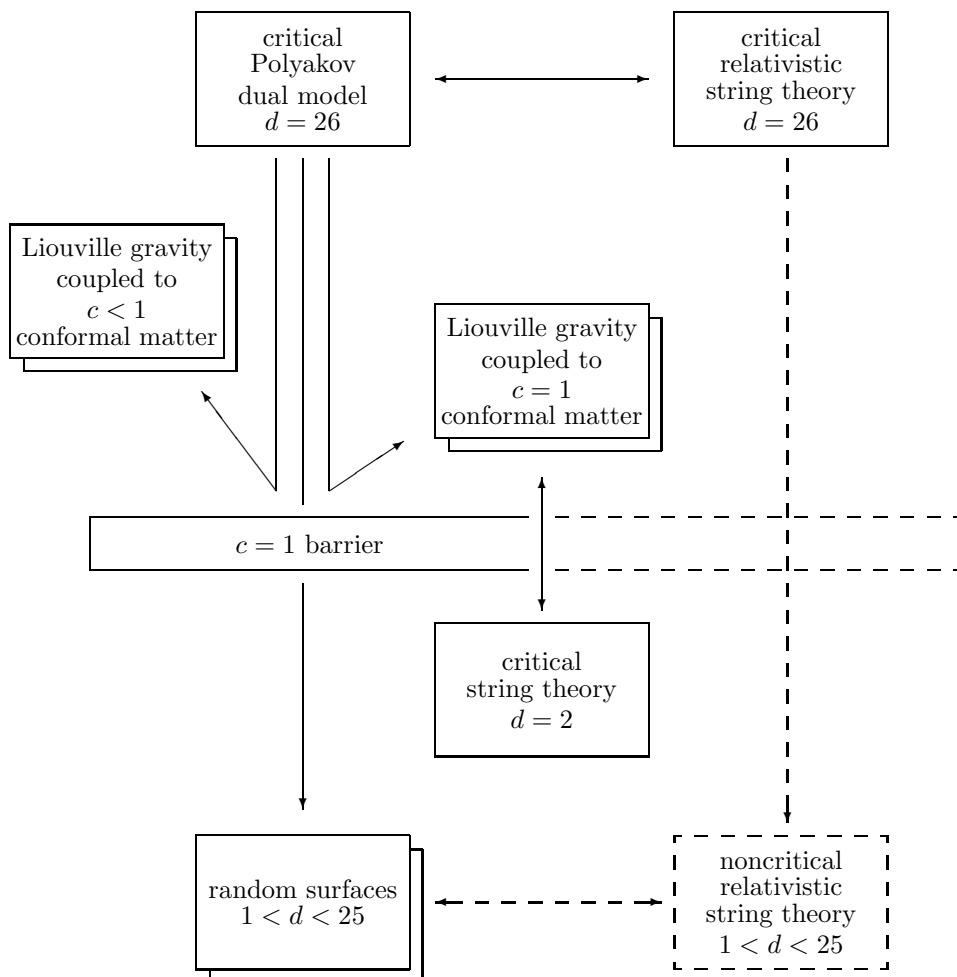 critical
Polyakov
dual model
d = 26
critical
relativistic
string theory
d = 26
Liouville gravity
coupled to
c < 1
conformal matter
Liouville gravity
coupled to
c = 1
conformal matter
c = 1 barrier
critical
string theory
d = 2
random surfaces
1 < d < 25
noncritical
relativistic
string theory
1 < d < 25